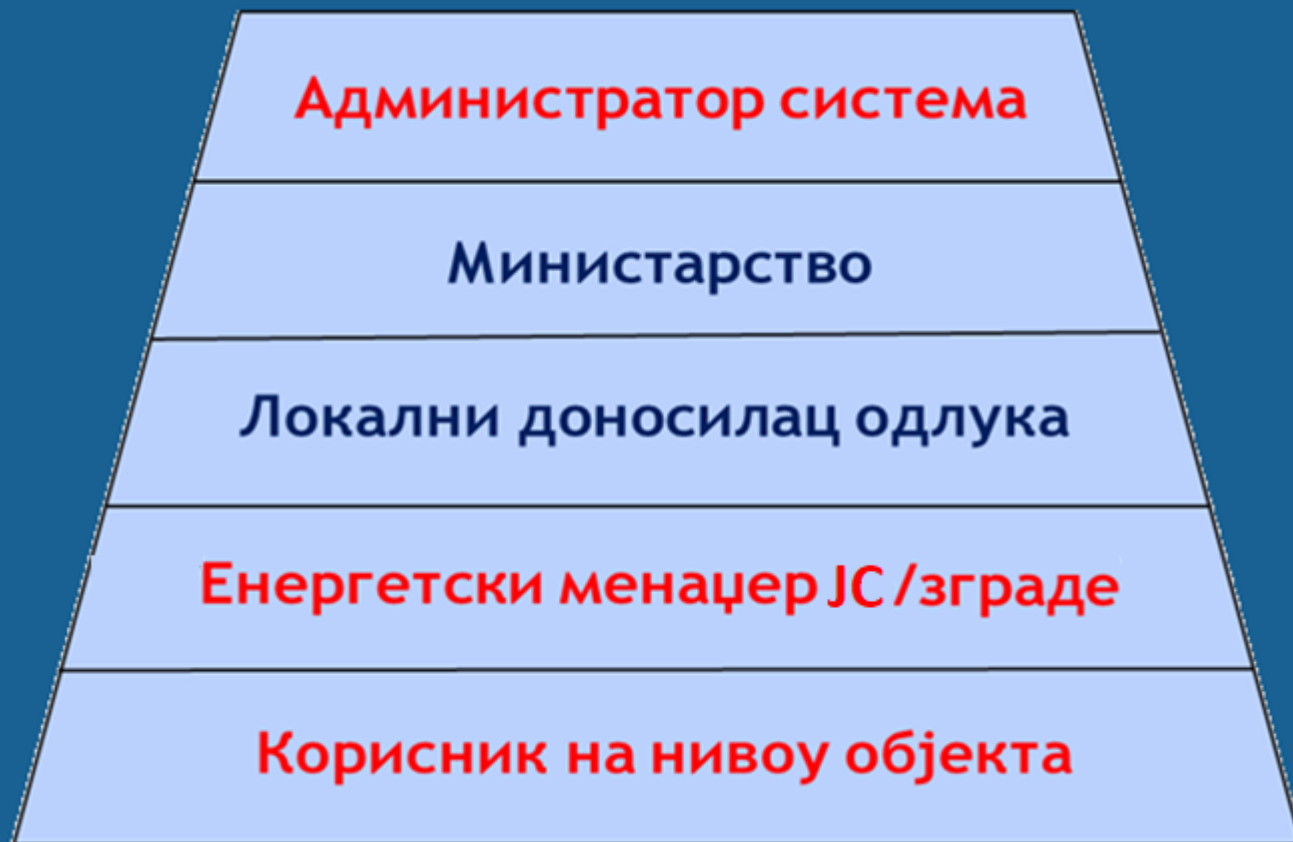 Администратор система
Министарство
Локални доносилац одлука
Енергетски менаџер ЈС /зграде
Корисник на нивоу објекта